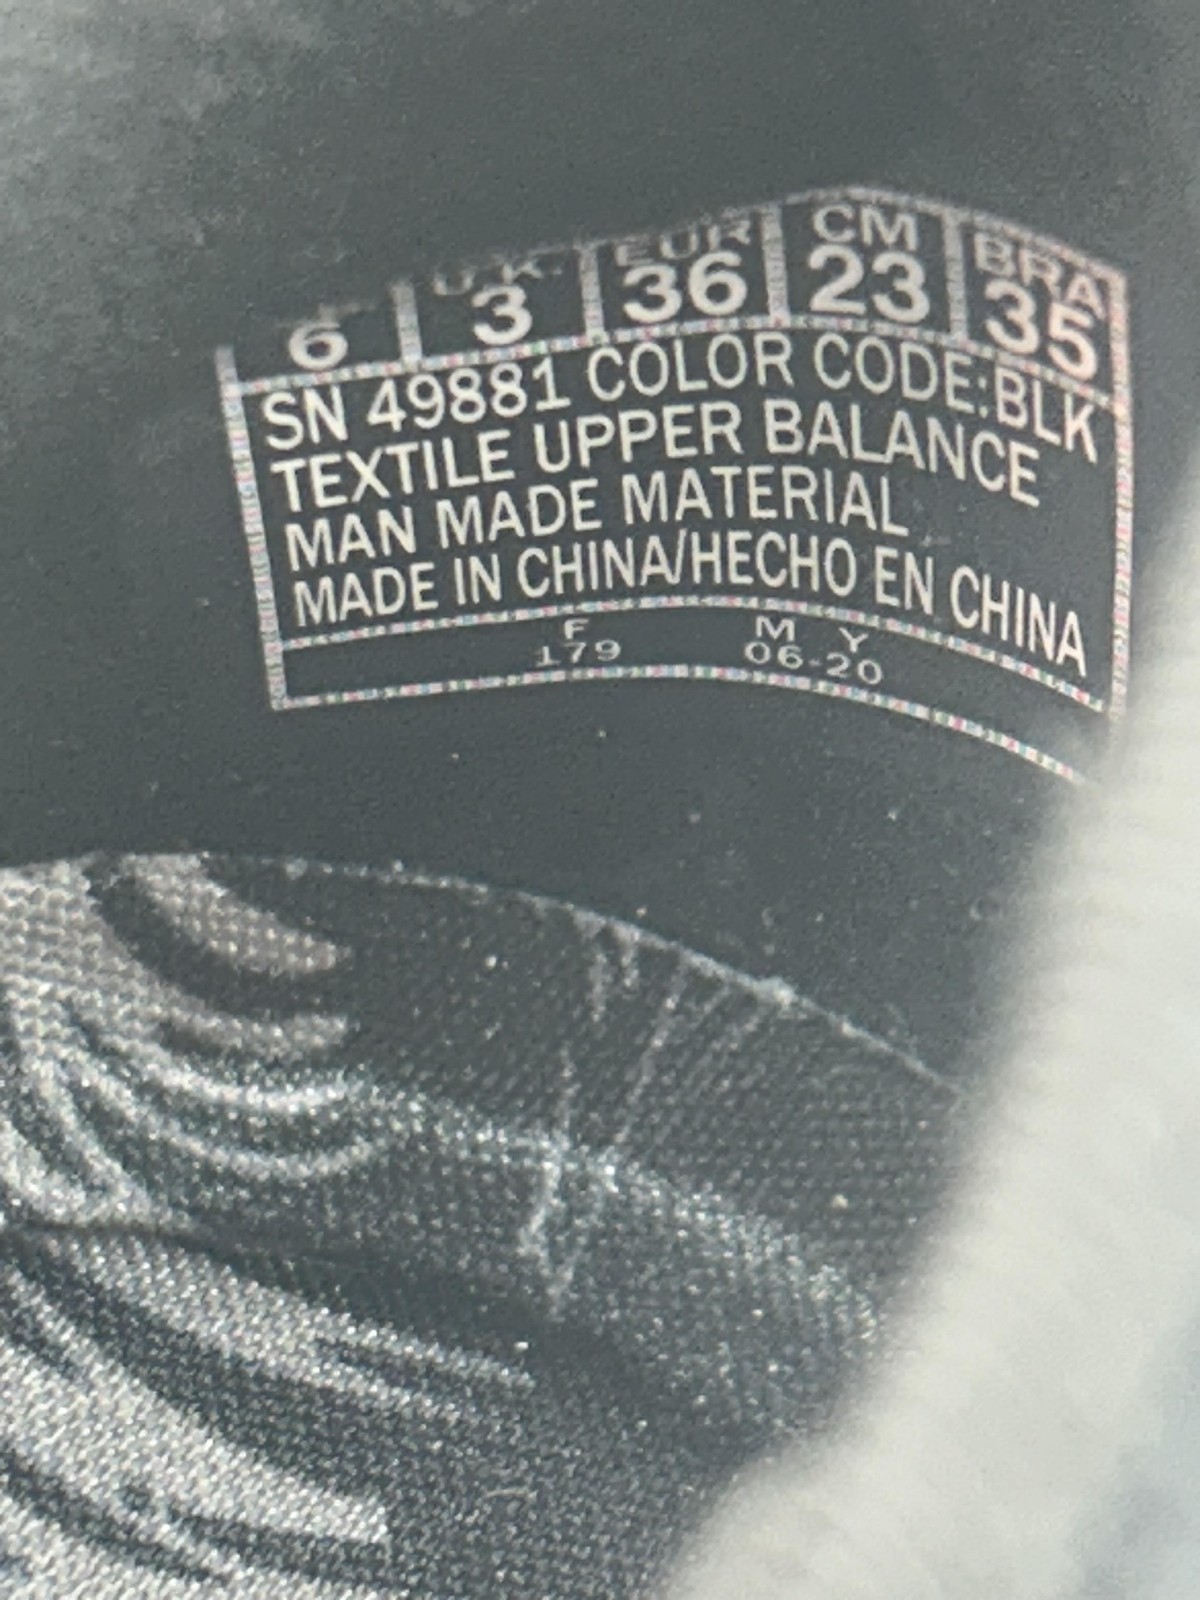 U.K. EUR CM BRA
6 3 36 23 35
SN 49881 COLOR CODE:BLK
TEXTILE UPPER BALANCE
MAN MADE MATERIAL
MADE IN CHINA/HECHO EN CHINA
F M Y
179 06-20